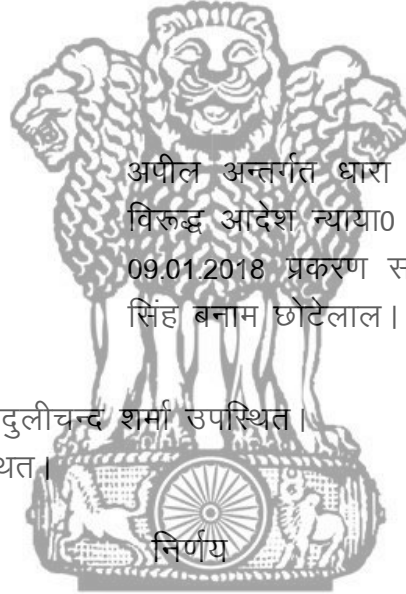 अपील अन्तर्गत धारा
विरूद्ध आदेश न्याया0
09.01.2018 प्रकरण स
सिंह बनाम छोटेलाल।
दुलीचन्द शर्मा उपस्थित।
थत।
निर्णय